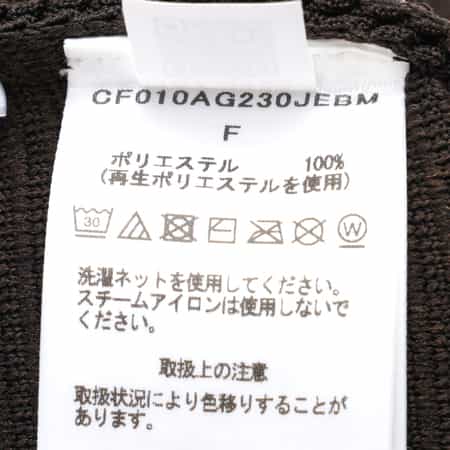 CF010AG230JEBM
F
ポリエステル 100%
(再生ポリエステルを使用)
30 W
洗濯ネットを使用してください。
スチームアイロンは使用しないで
ください。
取扱上の注意
取扱状況により色移りすることが
あります。